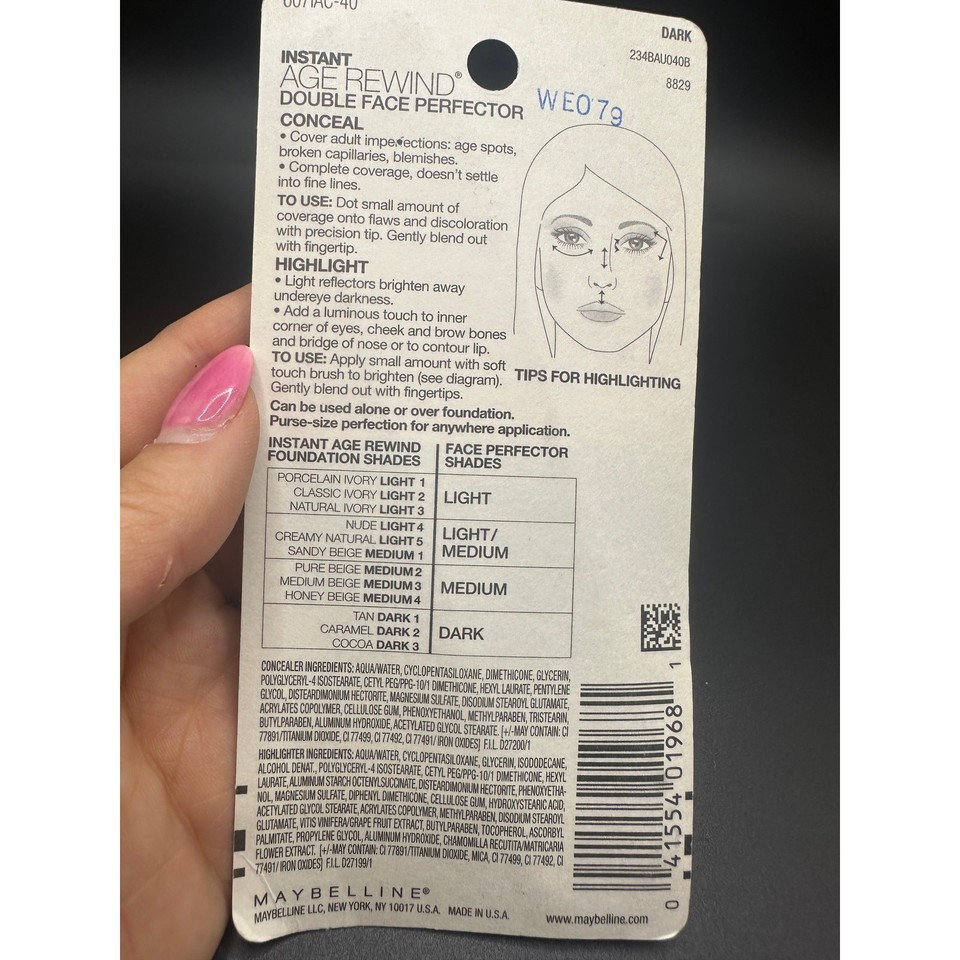 DARK
234BAU040B
8829
WE079
INSTANT
AGE REWIND®
DOUBLE FACE PERFECTOR
CONCEAL
• Cover adult imperfections: age spots,
broken capillaries, blemishes.
• Complete coverage, doesn't settle
into fine lines.
TO USE: Dot small amount of
coverage onto flaws and discoloration
with precision tip. Gently blend out
with fingertip.
HIGHLIGHT
• Light reflectors brighten away
undereye darkness.
• Add a luminous touch to inner
corner of eyes, cheek and brow bones
and bridge of nose or to contour lip.
TO USE: Apply small amount with soft
touch brush to brighten (see diagram).
Gently blend out with fingertips.
TIPS FOR HIGHLIGHTING
Can be used alone or over foundation.
Purse-size perfection for anywhere application.
INSTANT AGE REWIND
FOUNDATION SHADES
FACE PERFECTOR
SHADES
PORCELAIN IVORY LIGHT 1
CLASSIC IVORY LIGHT 2
NATURAL IVORY LIGHT 3
LIGHT
NUDE LIGHT 4
CREAMY NATURAL LIGHT 5
SANDY BEIGE MEDIUM 1
LIGHT/
MEDIUM
PURE BEIGE MEDIUM 2
MEDIUM BEIGE MEDIUM 3
HONEY BEIGE MEDIUM 4
MEDIUM
TAN DARK 1
CARAMEL DARK 2
COCOA DARK 3
DARK
CONCEALER INGREDIENTS: AQUA/WATER, CYCLOPENTASILOXANE, DIMETHICONE, GLYCERIN,
POLYGLYCERYL-4 ISOSTEARATE, CETYL PEG/PPG-10/1 DIMETHICONE, HEXYL LAURATE, PENTYLENE
GLYCOL, DISTEARDIMONIUM HECTORITE, MAGNESIUM SULFATE, DISODIUM STEAROYL GLUTAMATE,
ACRYLATES COPOLYMER, CELLULOSE GUM, PHENOXYETHANOL, METHYLPARABEN, TRISTEARIN,
BUTYLPARABEN, ALUMINUM HYDROXIDE, ACETYLATED GLYCOL STEARATE. [+/-MAY CONTAIN: CI
77891/TITANIUM DIOXIDE, CI 77499, CI 77492, CI 77491/ IRON OXIDES] F.I.L. D27200/1
HIGHLIGHTER INGREDIENTS: AQUA/WATER, CYCLOPENTASILOXANE, GLYCERIN, ISODODECANE,
ALCOHOL DENAT., POLYGLYCERYL-4 ISOSTEARATE, CETYL PEG/PPG-10/1 DIMETHICONE, HEXYL
LAURATE, ALUMINUM STARCH OCTENYLSUCCINATE, DISTEARDIMONIUM HECTORITE, PHENOXYETHA-
NOL, MAGNESIUM SULFATE, DIPHENYL DIMETHICONE, CELLULOSE GUM, HYDROXYSTEARIC ACID,
ACETYLATED GLYCOL STEARATE, ACRYLATES COPOLYMER, METHYLPARABEN, DISODIUM STEAROYL
GLUTAMATE, VITIS VINIFERA/GRAPE FRUIT EXTRACT, BUTYLPARABEN, TOCOPHEROL, ASCORBYL
PALMITATE, PROPYLENE GLYCOL, ALUMINUM HYDROXIDE, CHAMOMILLA RECUTITA/MATRICARIA
FLOWER EXTRACT. [+/-MAY CONTAIN: CI 77891/TITANIUM DIOXIDE, MICA, CI 77499, CI 77492, CI
77491/ IRON OXIDES] F.I.L. D27199/1
0 41554 01968 1
MAYBELLINE®
MAYBELLINE LLC, NEW YORK, NY 10017 U.S.A. MADE IN U.S.A.
www.maybelline.com